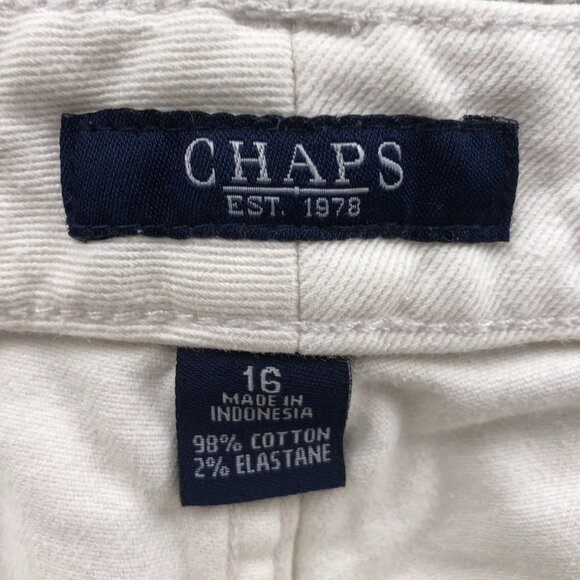 CHAPS
EST. 1978
16
MADE IN
INDONESIA
98% COTTON
2% ELASTANE